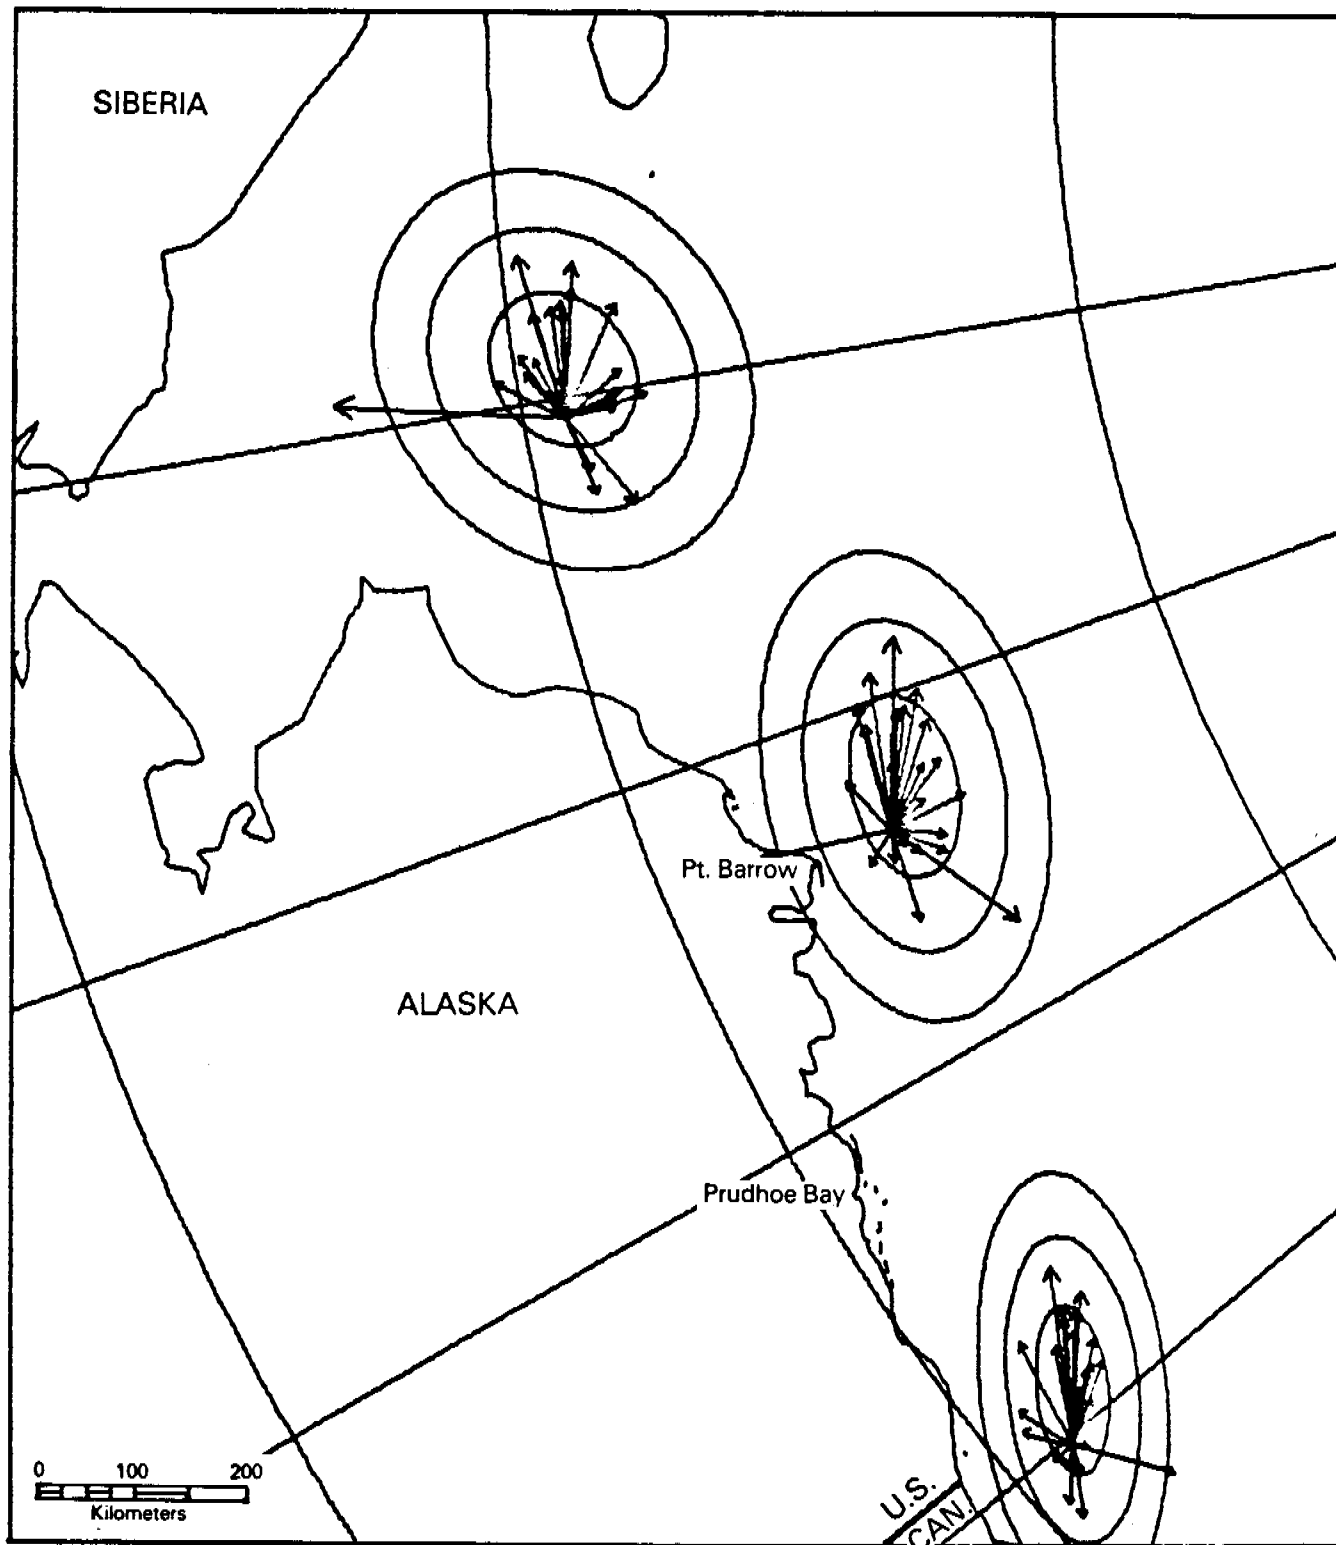 SIBERIA
Pt. Barrow
ALASKA
Prudhoe Bay
0 100 200
Kilometers
U.S.
CAN.